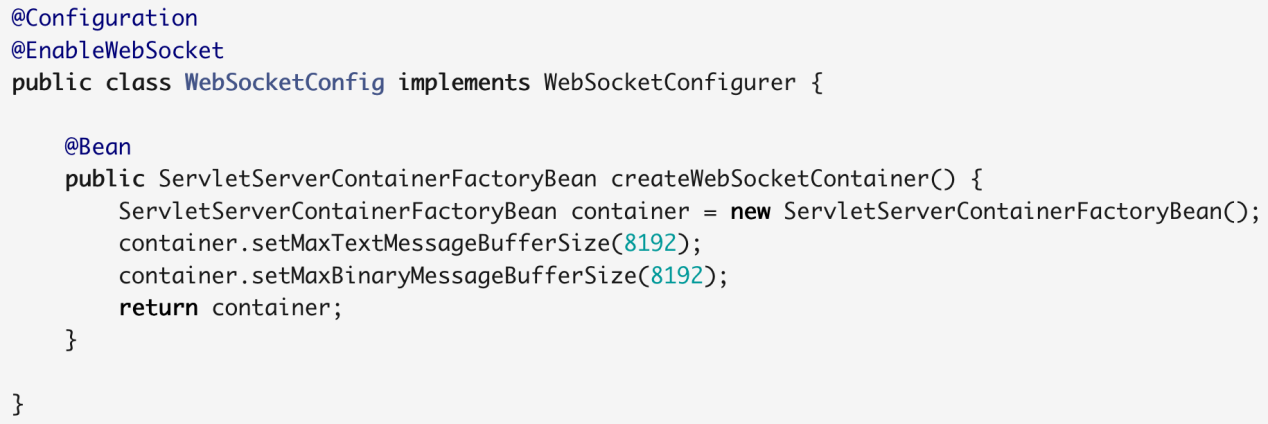 @Configuration
@EnableWebSocket
public class WebSocketConfig implements WebSocketConfigurer {
@Bean
public ServletServerContainerFactoryBean createWebSocketContainer() {
ServletServerContainerFactoryBean container = new ServletServerContainerFactoryBean();
container.setMaxTextMessageBufferSize(8192);
container.setMaxBinaryMessageBufferSize(8192);
return container;
}
}